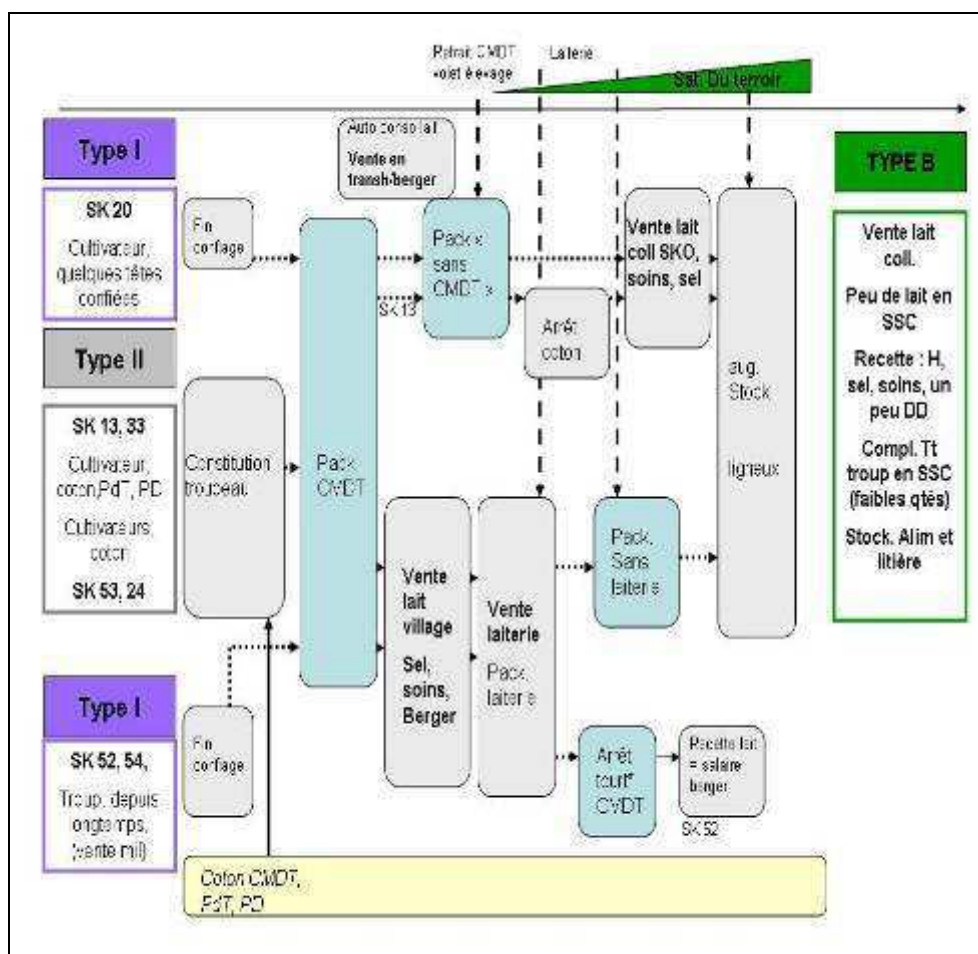 Retrait CMDT
volet élevage
Laiterie
Sat. Du terroir
Type I
SK 20
Cultivateur,
quelques têtes
confiées
Type II
SK 13, 33
Cultivateur,
coton,PdT, PD
Cultivateurs,
coton
SK 53, 24
Type I
SK 52, 54,
Troup. depuis
longtemps,
(vente mil)
Fin
confiage
Constitution
troupeau
Fin
confiage
Pack
CMDT
Auto conso lait
Vente en
transh/berger
SK 13
Pack «
sans
CMDT »
Arrêt
coton
Vente lait
coll SKO,
soins, sel
Vente
lait
village
Sel,
soins,
Berger
Vente
laiterie
Pack.
laiterie
Pack.
Sans
laiterie
Arrêt
CMDT
Recette lait
= salaire
berger
SK 52
aug.
Stock
ligneux
TYPE B
Vente lait
coll.
Peu de lait en
SSC
Recette : H,
sel, soins, un
peu DD
Compl. Tt
troup en SSC
(faibles qtés)
Stock. Alim et
litière
Coton CMDT,
PdT, PD